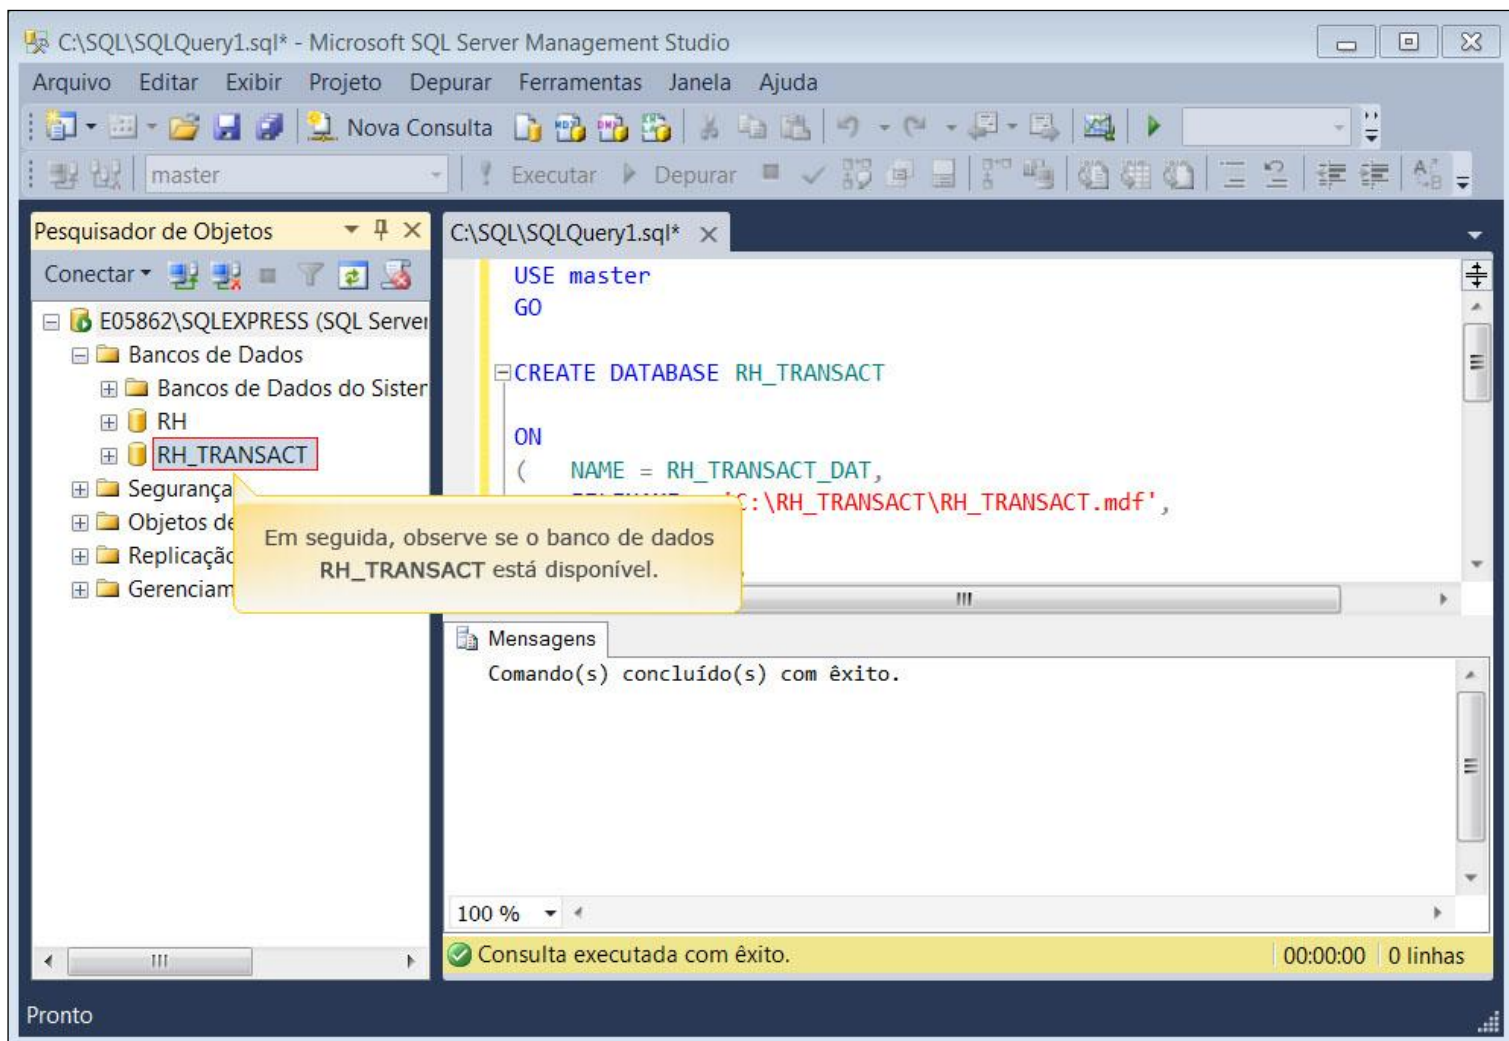 C:\SQL\SQLQuery1.sql* - Microsoft SQL Server Management Studio
Arquivo Editar Exibir Projeto Depurar Ferramentas Janela Ajuda
Nova Consulta
master Executar Depurar
Pesquisador de Objetos
Conectar
E05862\SQLEXPRESS (SQL Server
Bancos de Dados
Bancos de Dados do Sister
RH
RH_TRANSACT
Segurança
Objetos de
Replicação
Gerenciam
Em seguida, observe se o banco de dados
RH_TRANSACT está disponível.
C:\SQL\SQLQuery1.sql*
USE master
GO
CREATE DATABASE RH_TRANSACT
ON
( NAME = RH_TRANSACT_DAT,
'C:\RH_TRANSACT\RH_TRANSACT.mdf',
Mensagens
Comando(s) concluído(s) com êxito.
100 %
Consulta executada com êxito. 00:00:00 0 linhas
Pronto